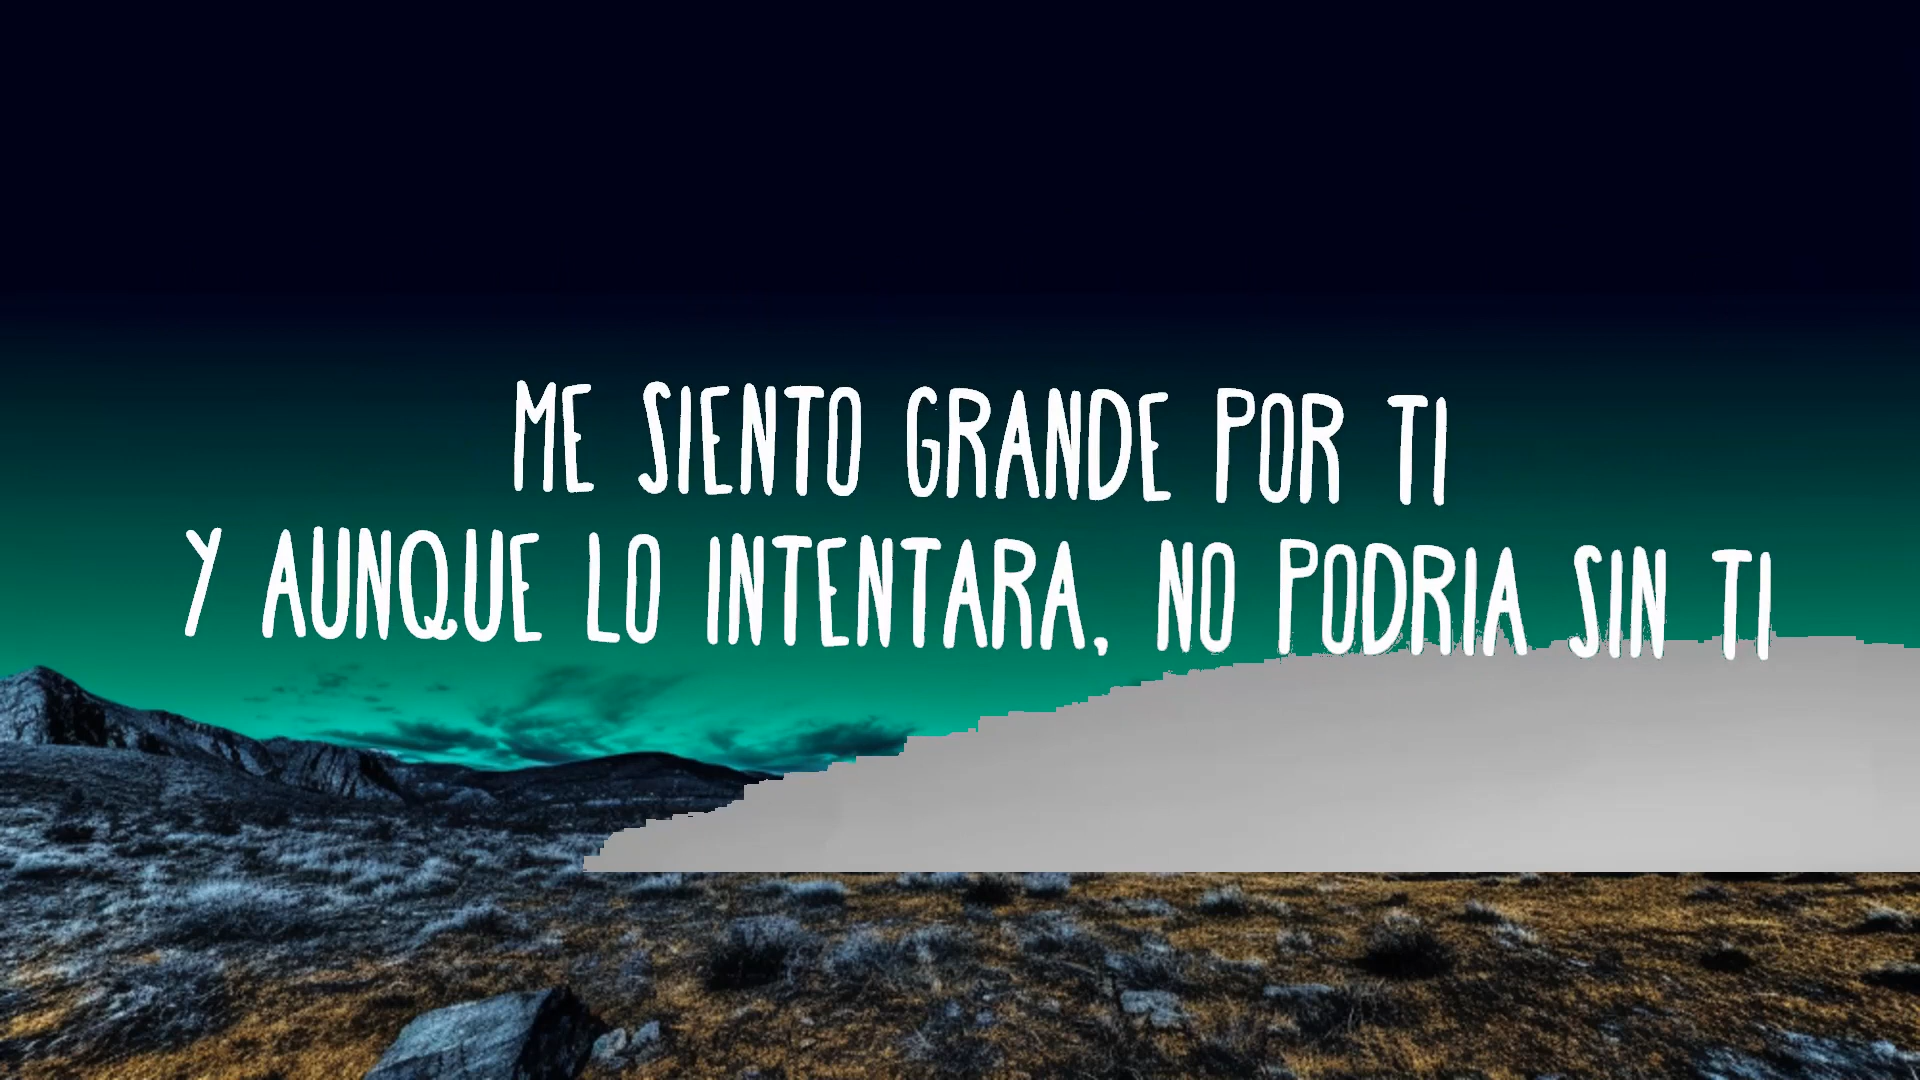 ME SIENTO GRANDE POR TI
Y AUNQUE LO INTENTARA, NO PODRIA SIN TI